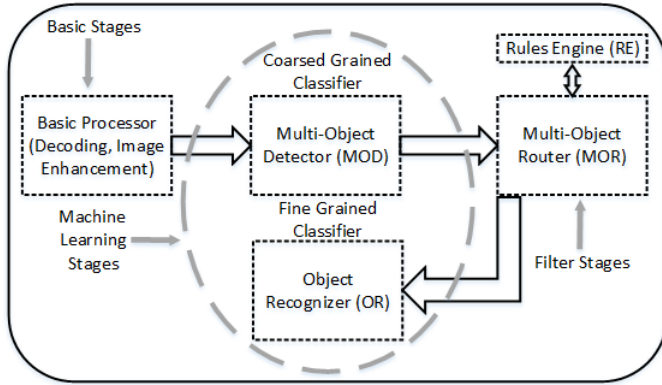 Basic Stages
Coarsed Grained
Classifier
Rules Engine (RE)
Basic Processor
(Decoding, Image
Enhancement)
Multi-Object
Detector (MOD)
Multi-Object
Router (MOR)
Machine
Learning
Stages
Fine Grained
Classifier
Object
Recognizer (OR)
Filter Stages